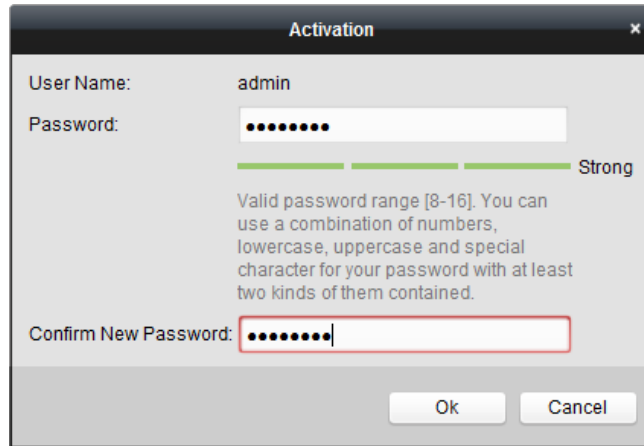 Activation ×
User Name: admin
Password: ••••••••
Strong
Valid password range [8-16]. You can
use a combination of numbers,
lowercase, uppercase and special
character for your password with at least
two kinds of them contained.
Confirm New Password: ••••••••
Ok Cancel